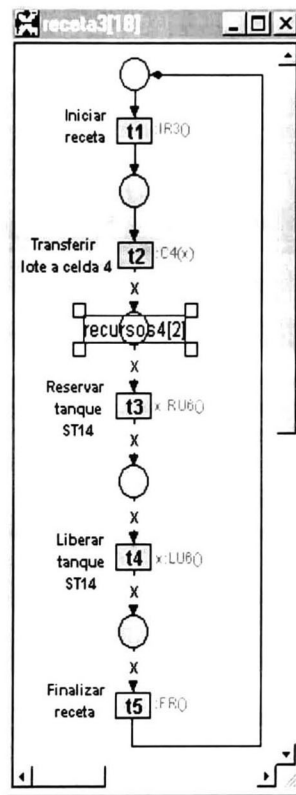 receta3[18]
Iniciar
receta
t1
:IR3()
Transferir
lote a celda 4
t2
:C4(x)
x
recursos4[2]
x
Reservar
tanque
ST14
t3
x:RU6()
x
x
Liberar
tanque
ST14
t4
x:LU6()
x
x
Finalizar
receta
t5
:FR()